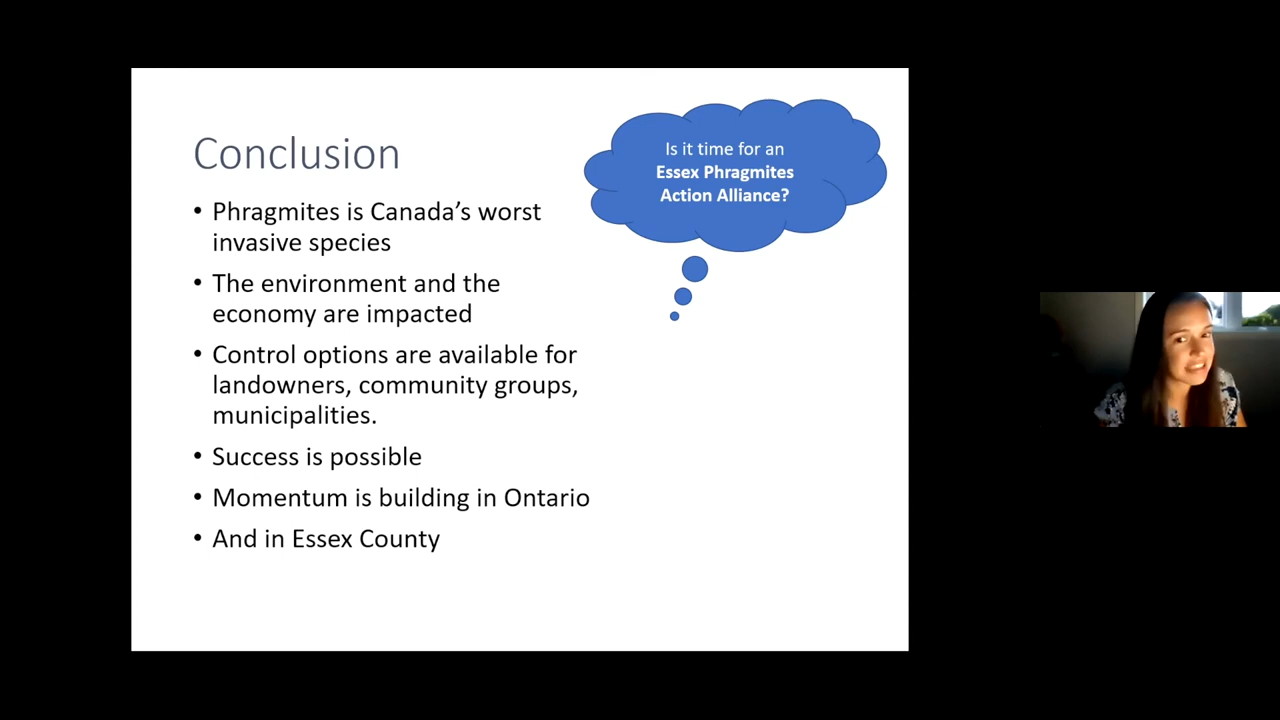 Conclusion
• Phragmites is Canada’s worst
invasive species
• The environment and the
economy are impacted
• Control options are available for
landowners, community groups,
municipalities.
• Success is possible
• Momentum is building in Ontario
• And in Essex County
Is it time for an
Essex Phragmites
Action Alliance?